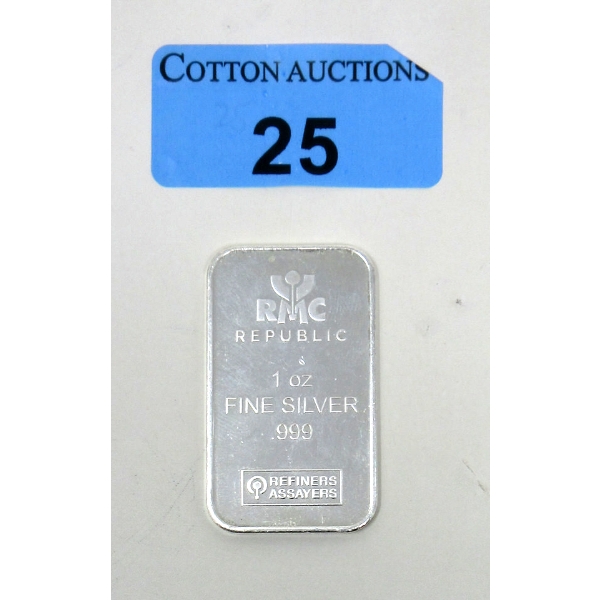 COTTON AUCTIONS
25
RMC
REPUBLIC
1 oz
FINE SILVER
.999
REFINERS
ASSAYERS